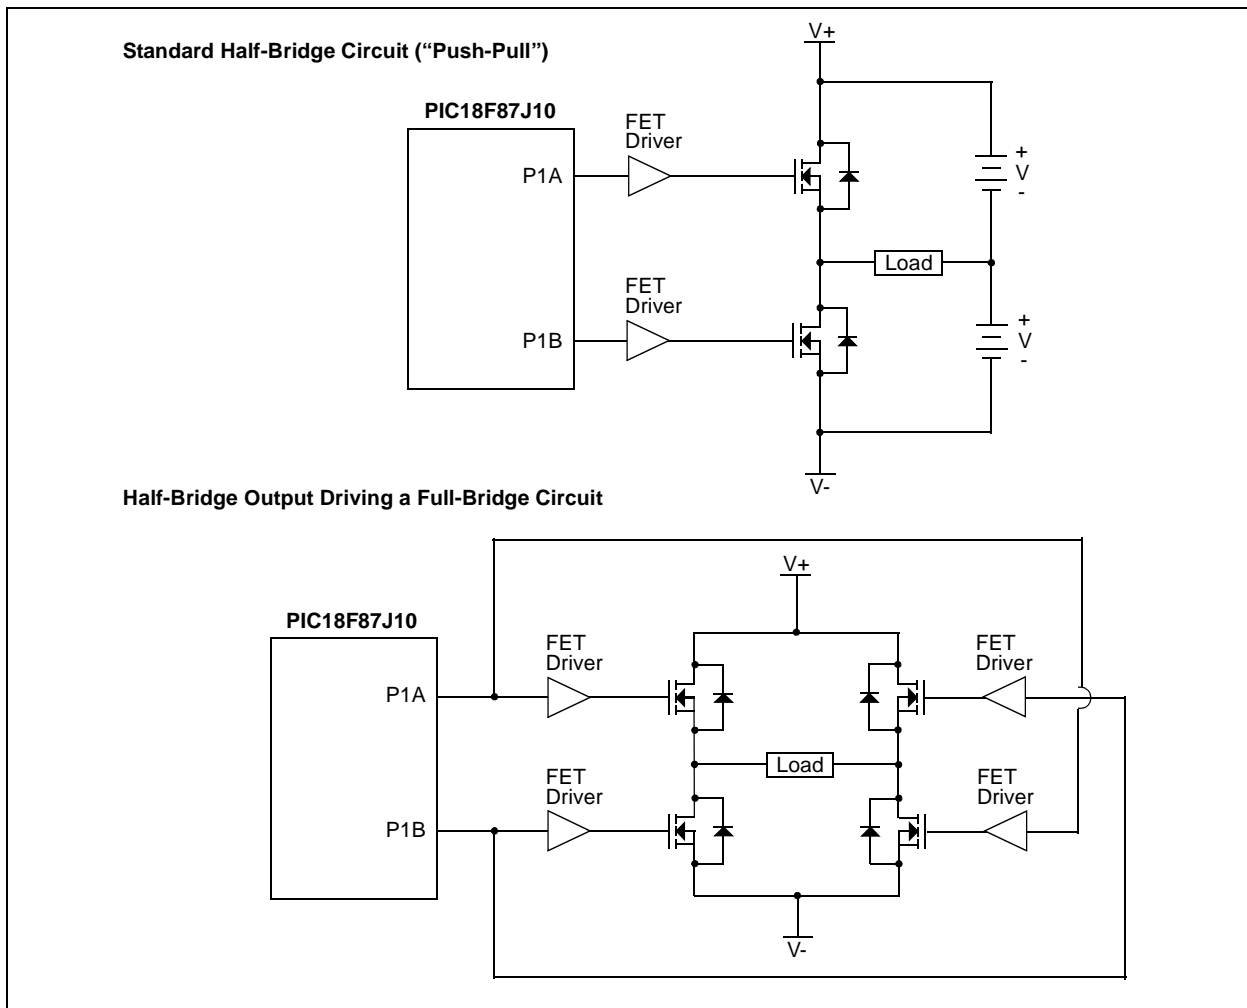 Standard Half-Bridge Circuit (“Push-Pull”)
V+
PIC18F87J10
FET
Driver
P1A
+
V
-
Load
FET
Driver
P1B
+
V
-
V-
Half-Bridge Output Driving a Full-Bridge Circuit
V+
PIC18F87J10
FET
Driver
FET
Driver
P1A
Load
FET
Driver
FET
Driver
P1B
V-